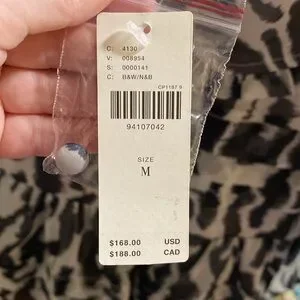 C: 4130
V: 008954
S: 0000141
C: B&W/N&B
CP1187 9
94107042
SIZE
M
$168.00 USD
$188.00 CAD